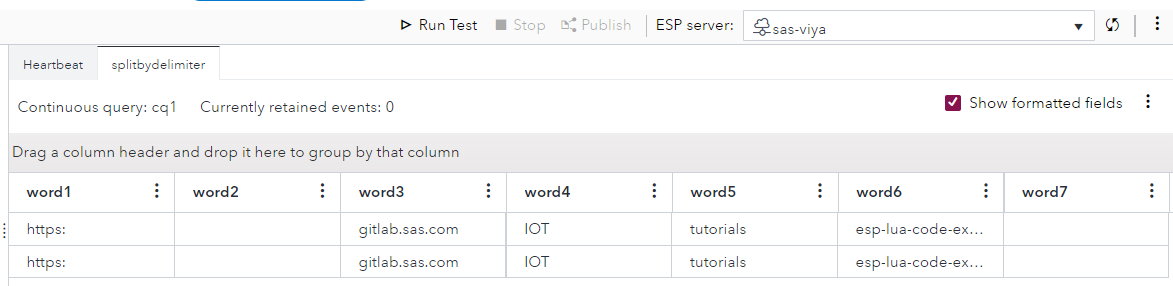 Run Test Stop Publish ESP server: sas-viya
Heartbeat splitbydelimiter
Continuous query: cq1 Currently retained events: 0 Show formatted fields
Drag a column header and drop it here to group by that column
word1 word2 word3 word4 word5 word6 word7
https: gitlab.sas.com IOT tutorials esp-lua-code-ex...
https: gitlab.sas.com IOT tutorials esp-lua-code-ex...